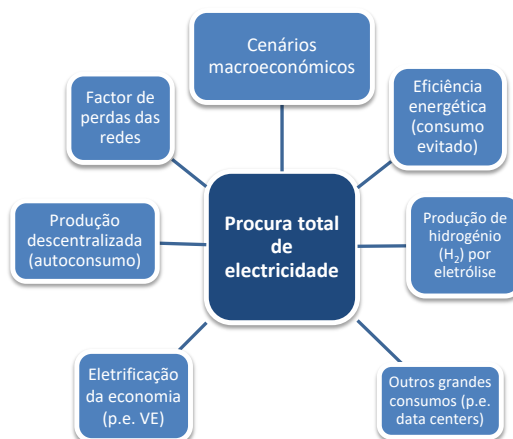 Cenários
macroeconómicos
Factor de
perdas das
redes
Eficiência
energética
(consumo
evitado)
Produção
descentralizada
(autoconsumo)
Procura total
de
electricidade
Produção de
hidrogénio
(H₂) por
eletrólise
Eletrificação
da economia
(p.e. VE)
Outros grandes
consumos (p.e.
data centers)